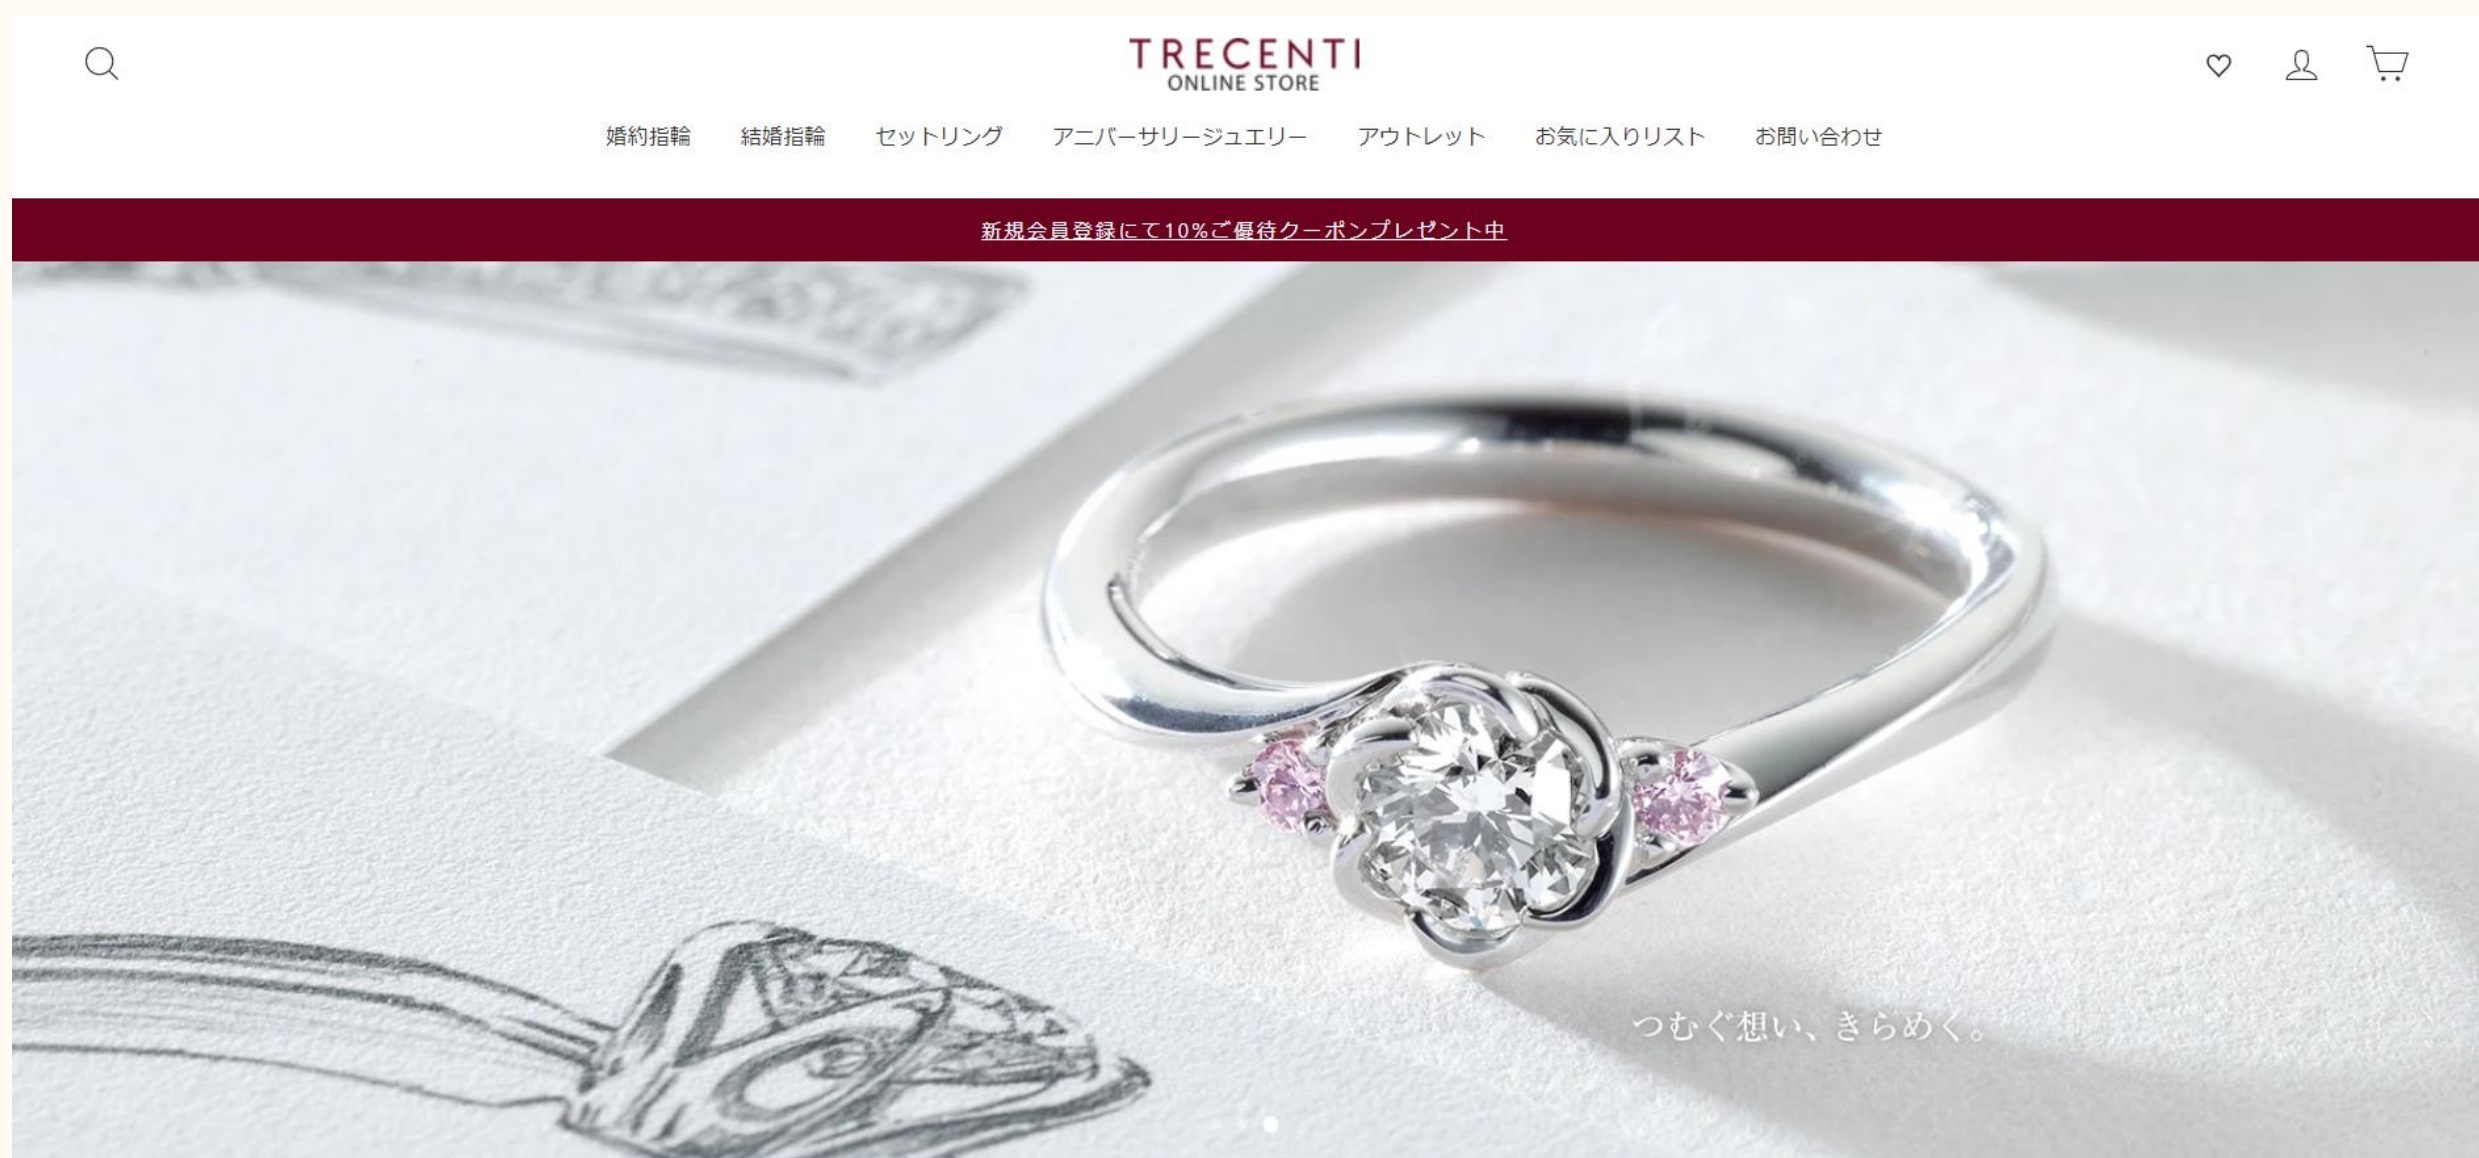 TRECENTI
ONLINE STORE
婚約指輪 結婚指輪 セットリング アニバーサリージュエリー アウトレット お気に入りリスト お問い合わせ
新規会員登録にて10%ご優待クーポンプレゼント中
つむぐ想い、きらめく。